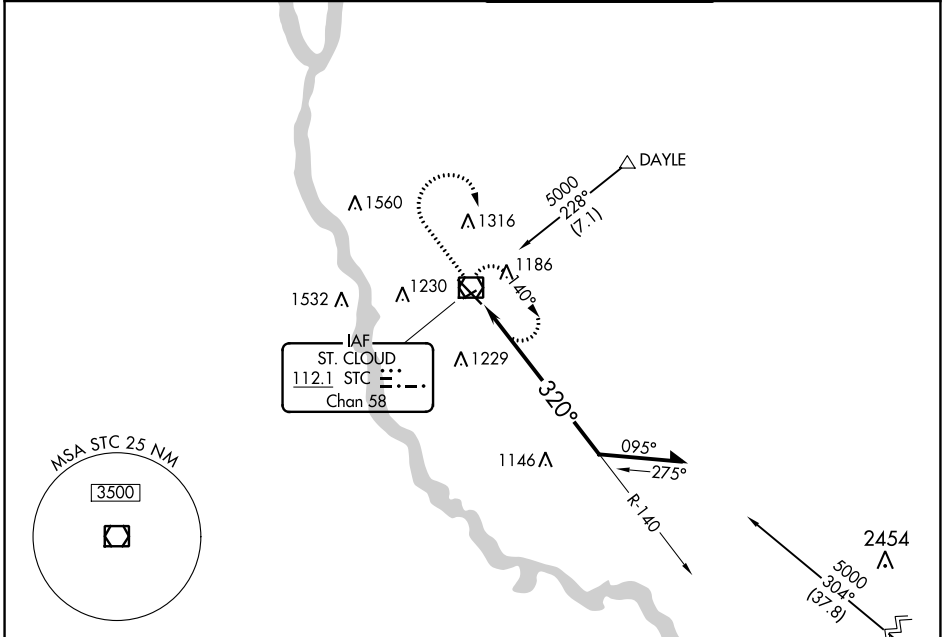 DAYLE
5000
228°
(7.1)
1560
1316
1186
140°
1532
1230
IAF
ST. CLOUD
112.1 STC
Chan 58
1229
320°
095°
275°
1146
R-140
MSA STC 25 NM
3500
2454
5000
304°
(37.8)